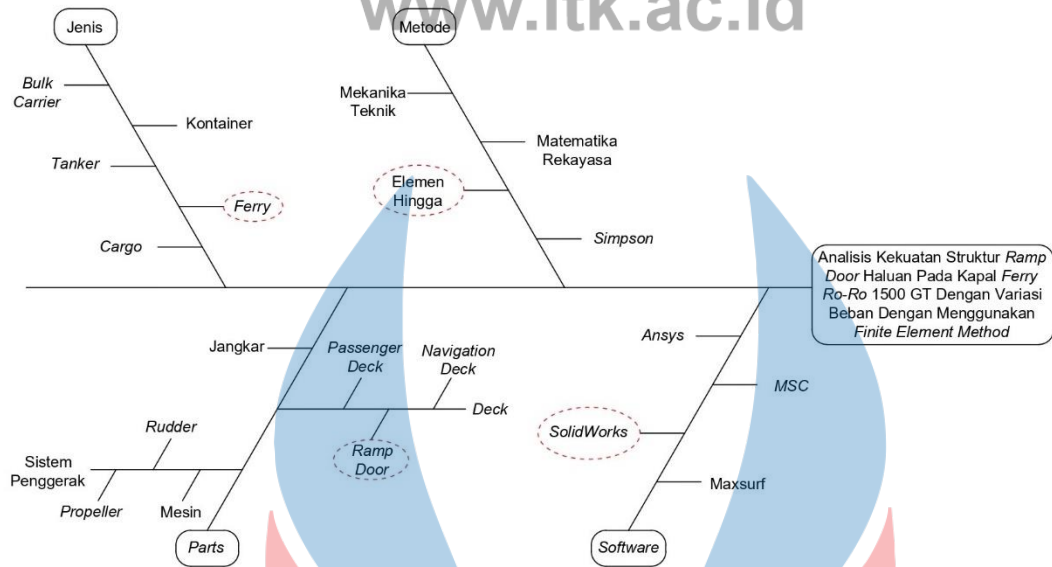 www.itk.ac.id
Jenis
Metode
Bulk
Carrier
Kontainer
Tanker
Ferry
Cargo
Mekanika
Teknik
Matematika
Rekayasa
Elemen
Hingga
Simpson
Analisis Kekuatan Struktur Ramp
Door Haluan Pada Kapal Ferry
Ro-Ro 1500 GT Dengan Variasi
Beban Dengan Menggunakan
Finite Element Method
Jangkar
Passenger
Deck
Navigation
Deck
Deck
Ramp
Door
Rudder
Sistem
Penggerak
Propeller
Mesin
Parts
Ansys
MSC
SolidWorks
Maxsurf
Software